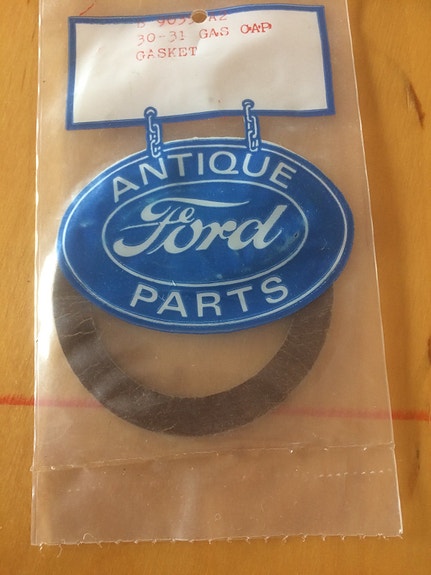 30-31 GAS CAP
GASKET
ANTIQUE
Ford
PARTS